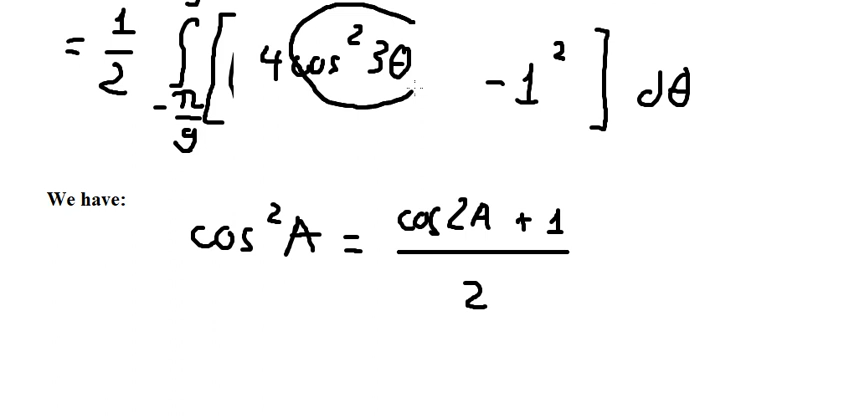 = 1/2 ∫_{-π/9} [( 4cos²3θ - 1² ] dθ
We have:
cos²A = (cos2A + 1)/2